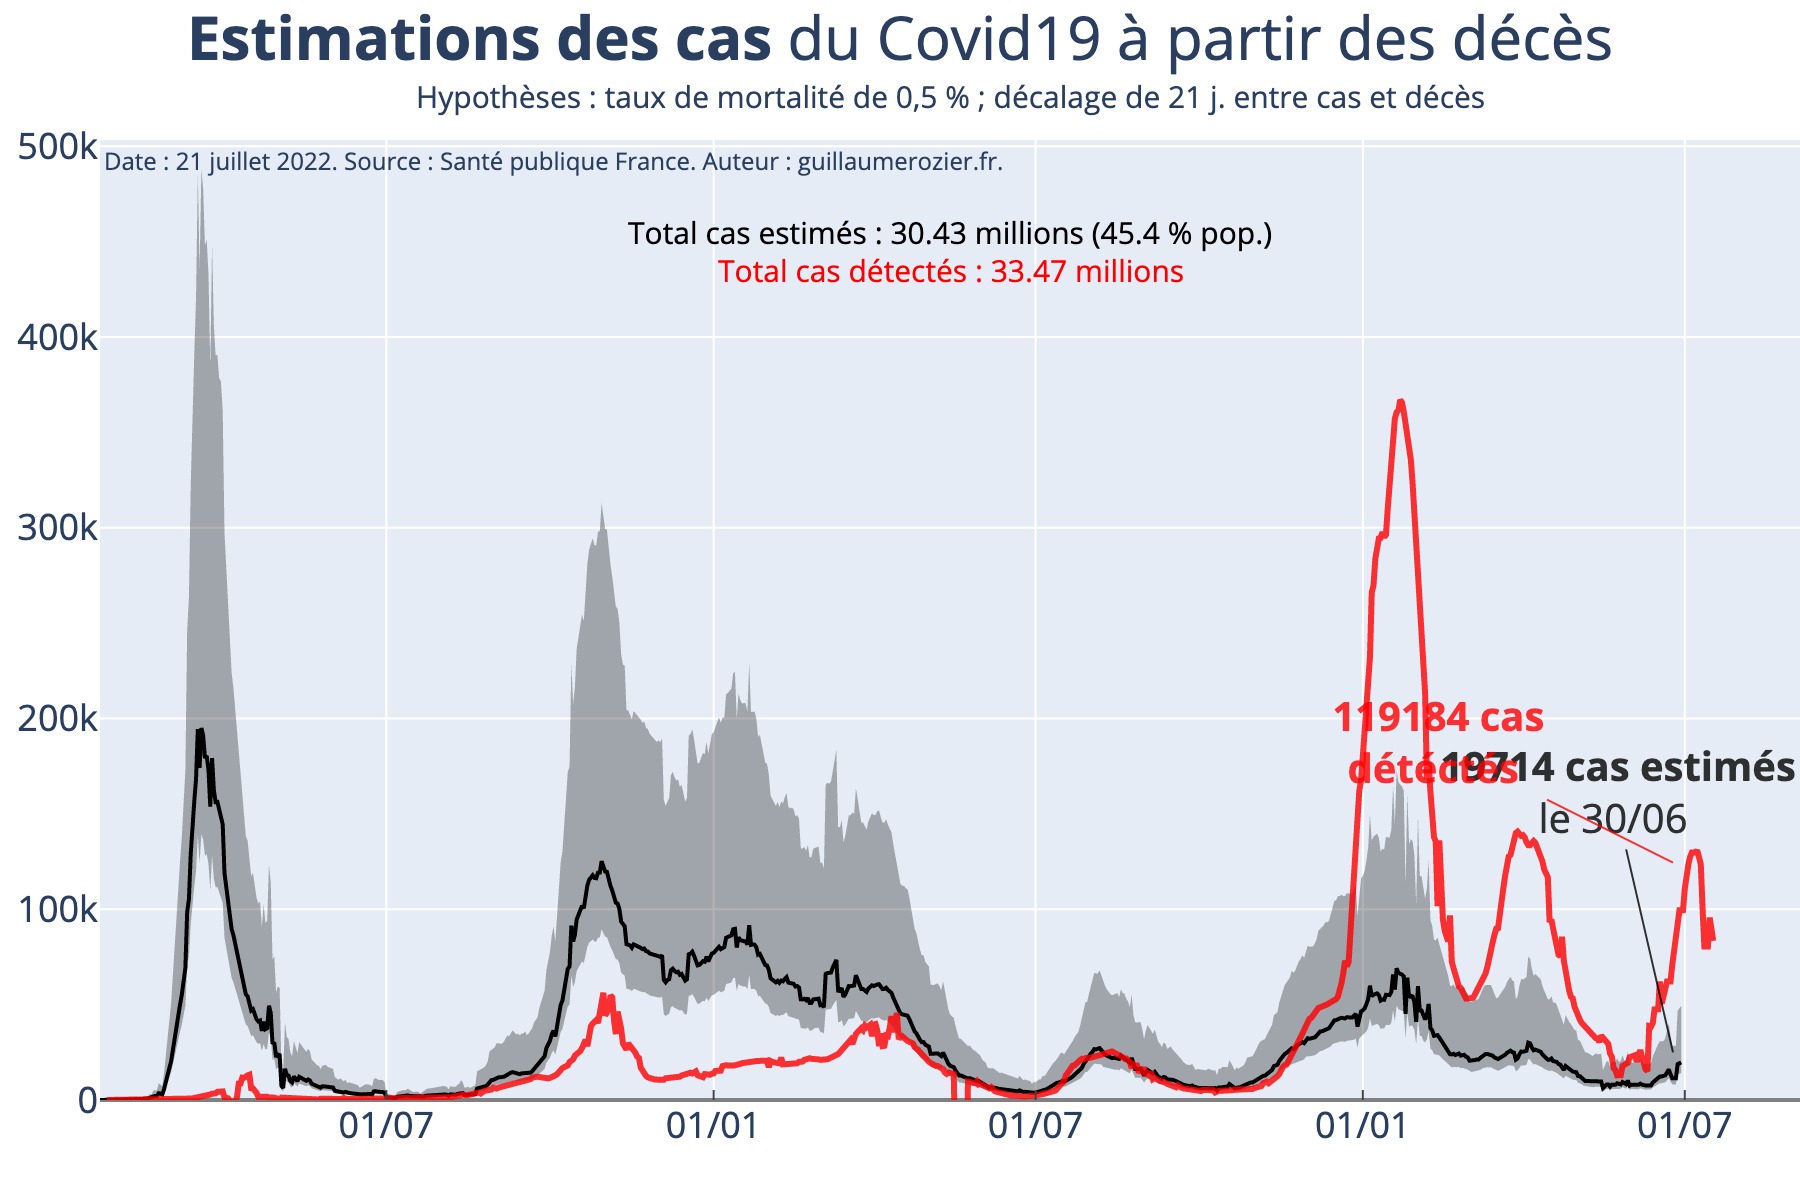 Estimations des cas du Covid19 à partir des décès
Hypothèses : taux de mortalité de 0,5 % ; décalage de 21 j. entre cas et décès
500k
Date : 21 juillet 2022. Source : Santé publique France. Auteur : guillaumerozier.fr.
Total cas estimés : 30.43 millions (45.4 % pop.)
Total cas détectés : 33.47 millions
400k
300k
200k
119184 cas
détectés
19714 cas estimés
le 30/06
100k
0
01/07
01/01
01/07
01/01
01/07